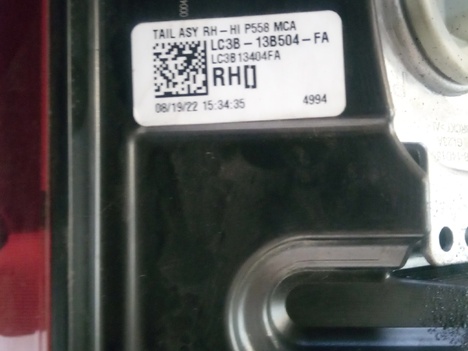 TAIL ASY RH - HI P558 MCA
LC3B - 13B504 - FA
LC3B13404FA
RH[]
08/19/22 15:34:35 4994